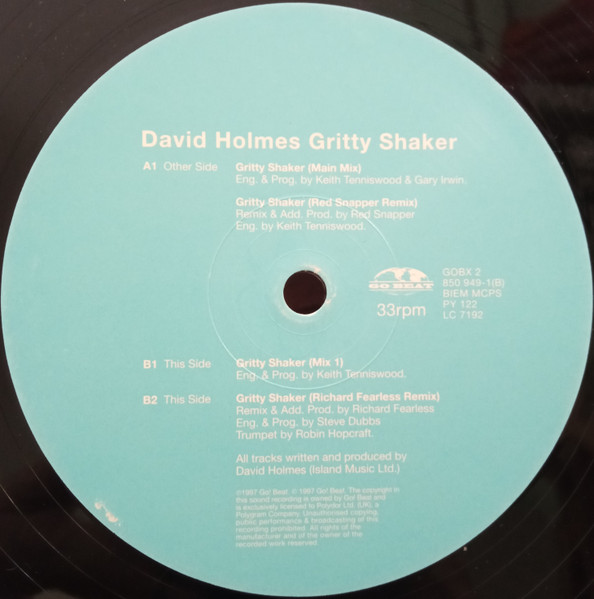 David Holmes Gritty Shaker
A1 Other Side Gritty Shaker (Main Mix)
Eng. & Prog. by Keith Tenniswood & Gary Irwin.
Gritty Shaker (Red Snapper Remix)
Remix & Add. Prod. by Red Snapper
Eng. by Keith Tenniswood.
GO BEAT
33rpm
GOBX 2
850 949-1(B)
BIEM MCPS
PY 122
LC 7192
B1 This Side Gritty Shaker (Mix 1)
Eng. & Prog. by Keith Tenniswood.
B2 This Side Gritty Shaker (Richard Fearless Remix)
Remix & Add. Prod. by Richard Fearless
Eng. & Prog. by Steve Dubbs
Trumpet by Robin Hopcraft.
All tracks written and produced by
David Holmes (Island Music Ltd.)
℗1997 Go! Beat. © 1997 Go! Beat. The copyright in
this sound recording is owned by Go! Beat and
is exclusively licensed to Polydor Ltd. (UK), a
Polygram Company. Unauthorised copying,
public performance & broadcasting of this
recording prohibited. All rights of the
manufacturer and of the owner of the
recorded work reserved.